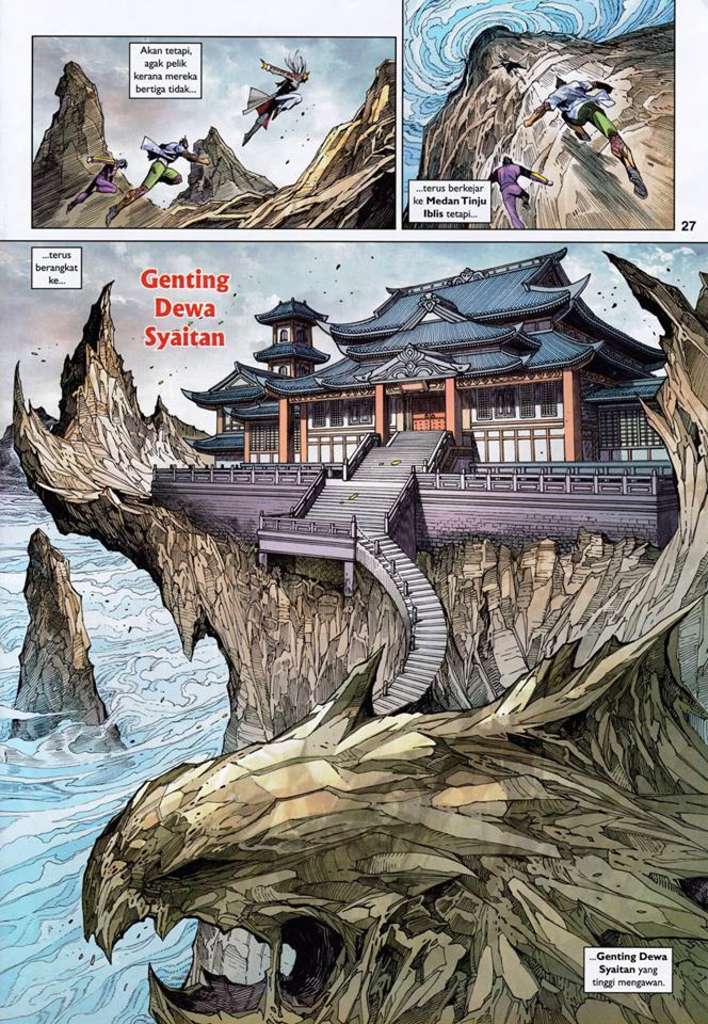 Akan tetapi,
agak pelik
kerana mereka
bertiga tidak...
...terus berkejar
ke Medan Tinju
Iblis tetapi...
27
...terus
berangkat
ke...
Genting
Dewa
Syaitan
...Genting Dewa
Syaitan yang
tinggi mengawan.